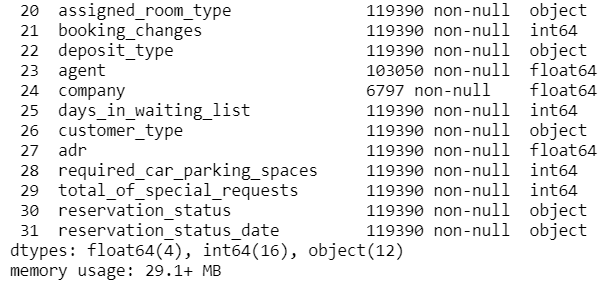 20 assigned_room_type 119390 non-null object
21 booking_changes 119390 non-null int64
22 deposit_type 119390 non-null object
23 agent 103050 non-null float64
24 company 6797 non-null float64
25 days_in_waiting_list 119390 non-null int64
26 customer_type 119390 non-null object
27 adr 119390 non-null float64
28 required_car_parking_spaces 119390 non-null int64
29 total_of_special_requests 119390 non-null int64
30 reservation_status 119390 non-null object
31 reservation_status_date 119390 non-null object
dtypes: float64(4), int64(16), object(12)
memory usage: 29.1+ MB